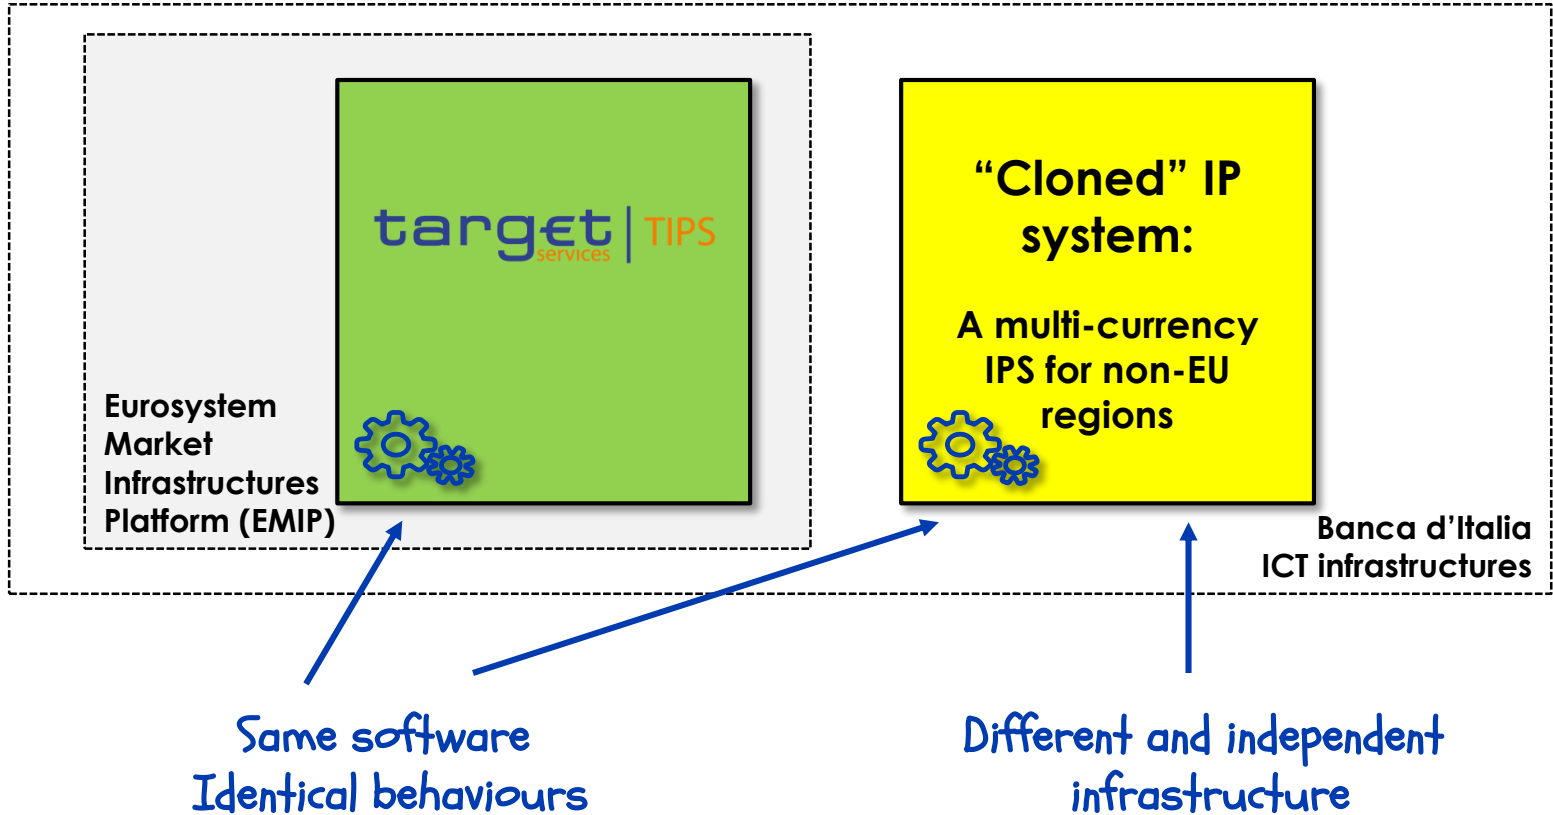 target | TIPS
services
“Cloned” IP
system:
A multi-currency
IPS for non-EU
regions
Eurosystem
Market
Infrastructures
Platform (EMIP)
Banca d’Italia
ICT infrastructures
Same software
Identical behaviours
Different and independent
infrastructure